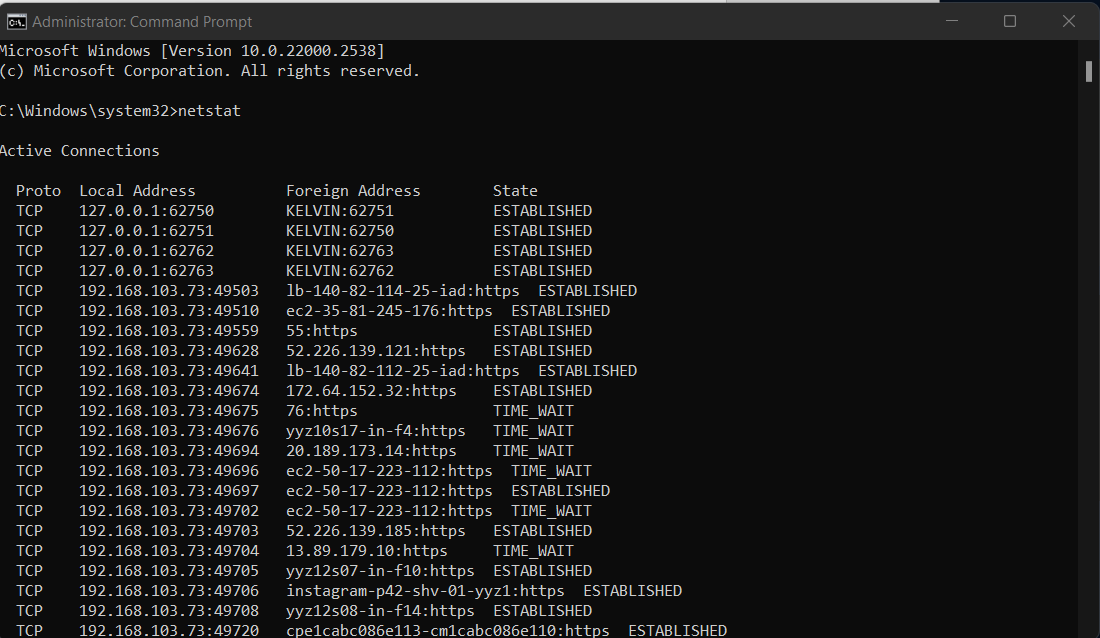 Administrator: Command Prompt
Microsoft Windows [Version 10.0.22000.2538]
(c) Microsoft Corporation. All rights reserved.
C:\Windows\system32>netstat
Active Connections
Proto  Local Address          Foreign Address        State
TCP    127.0.0.1:62750        KELVIN:62751           ESTABLISHED
TCP    127.0.0.1:62751        KELVIN:62750           ESTABLISHED
TCP    127.0.0.1:62762        KELVIN:62763           ESTABLISHED
TCP    127.0.0.1:62763        KELVIN:62762           ESTABLISHED
TCP    192.168.103.73:49503   lb-140-82-114-25-iad:https  ESTABLISHED
TCP    192.168.103.73:49510   ec2-35-81-245-176:https  ESTABLISHED
TCP    192.168.103.73:49559   55:https               ESTABLISHED
TCP    192.168.103.73:49628   52.226.139.121:https   ESTABLISHED
TCP    192.168.103.73:49641   lb-140-82-112-25-iad:https  ESTABLISHED
TCP    192.168.103.73:49674   172.64.152.32:https    ESTABLISHED
TCP    192.168.103.73:49675   76:https               TIME_WAIT
TCP    192.168.103.73:49676   yyz10s17-in-f4:https   TIME_WAIT
TCP    192.168.103.73:49694   20.189.173.14:https    TIME_WAIT
TCP    192.168.103.73:49696   ec2-50-17-223-112:https  TIME_WAIT
TCP    192.168.103.73:49697   ec2-50-17-223-112:https  ESTABLISHED
TCP    192.168.103.73:49702   ec2-50-17-223-112:https  TIME_WAIT
TCP    192.168.103.73:49703   52.226.139.185:https   ESTABLISHED
TCP    192.168.103.73:49704   13.89.179.10:https     TIME_WAIT
TCP    192.168.103.73:49705   yyz12s07-in-f10:https  ESTABLISHED
TCP    192.168.103.73:49706   instagram-p42-shv-01-yyz1:https  ESTABLISHED
TCP    192.168.103.73:49708   yyz12s08-in-f14:https  ESTABLISHED
TCP    192.168.103.73:49720   cpe1cabc086e113-cm1cabc086e110:https  ESTABLISHED